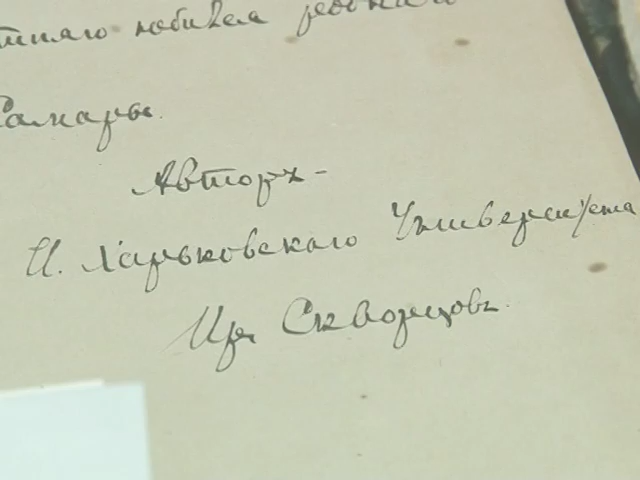 юбилея
Самары.
Авторъ -
И. Харьковскаго Университета
Скворцовъ.